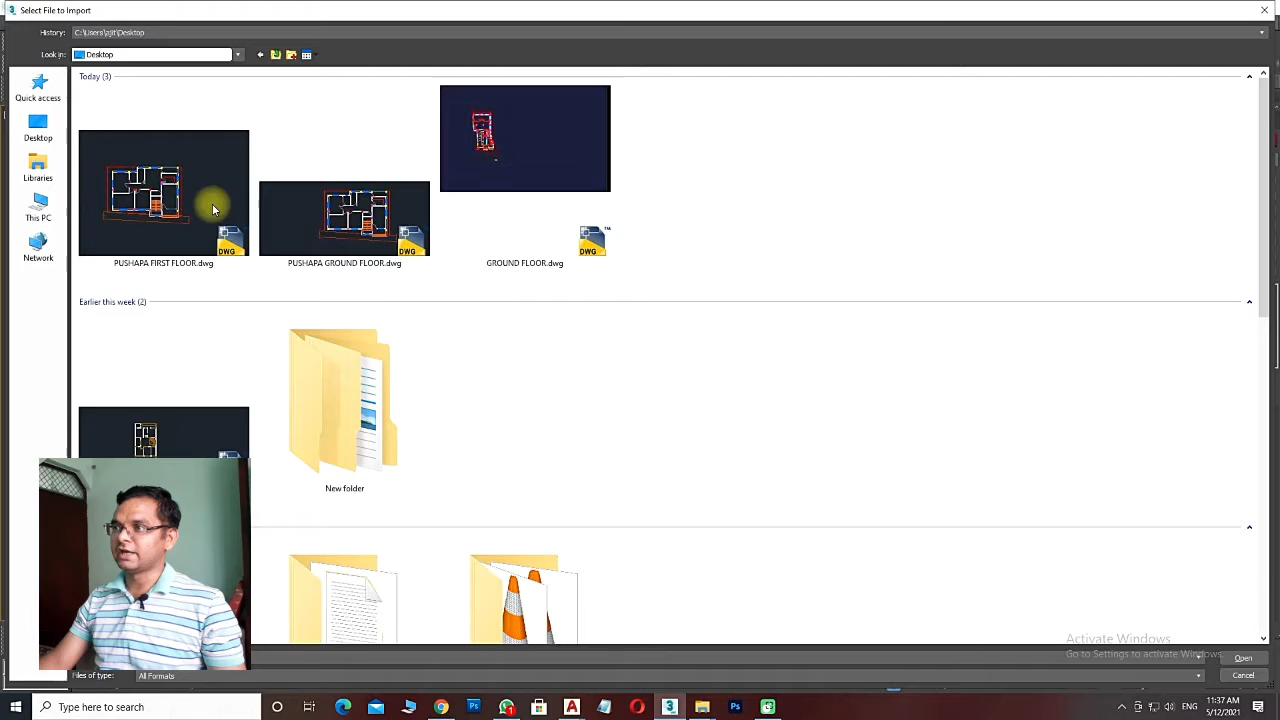 Select File to Import
History: C:\Users\ajit\Desktop
Look in: Desktop
Today (3)
Quick access
Desktop
Libraries
This PC
Network
DWG
DWG
DWG
PUSHAPA FIRST FLOOR.dwg
PUSHAPA GROUND FLOOR.dwg
GROUND FLOOR.dwg
Earlier this week (2)
New folder
Activate Windows
Go to Settings to activate Windows.
Open
Files of type: All Formats
Cancel
Type here to search
ENG
11:37 AM
5/12/2021